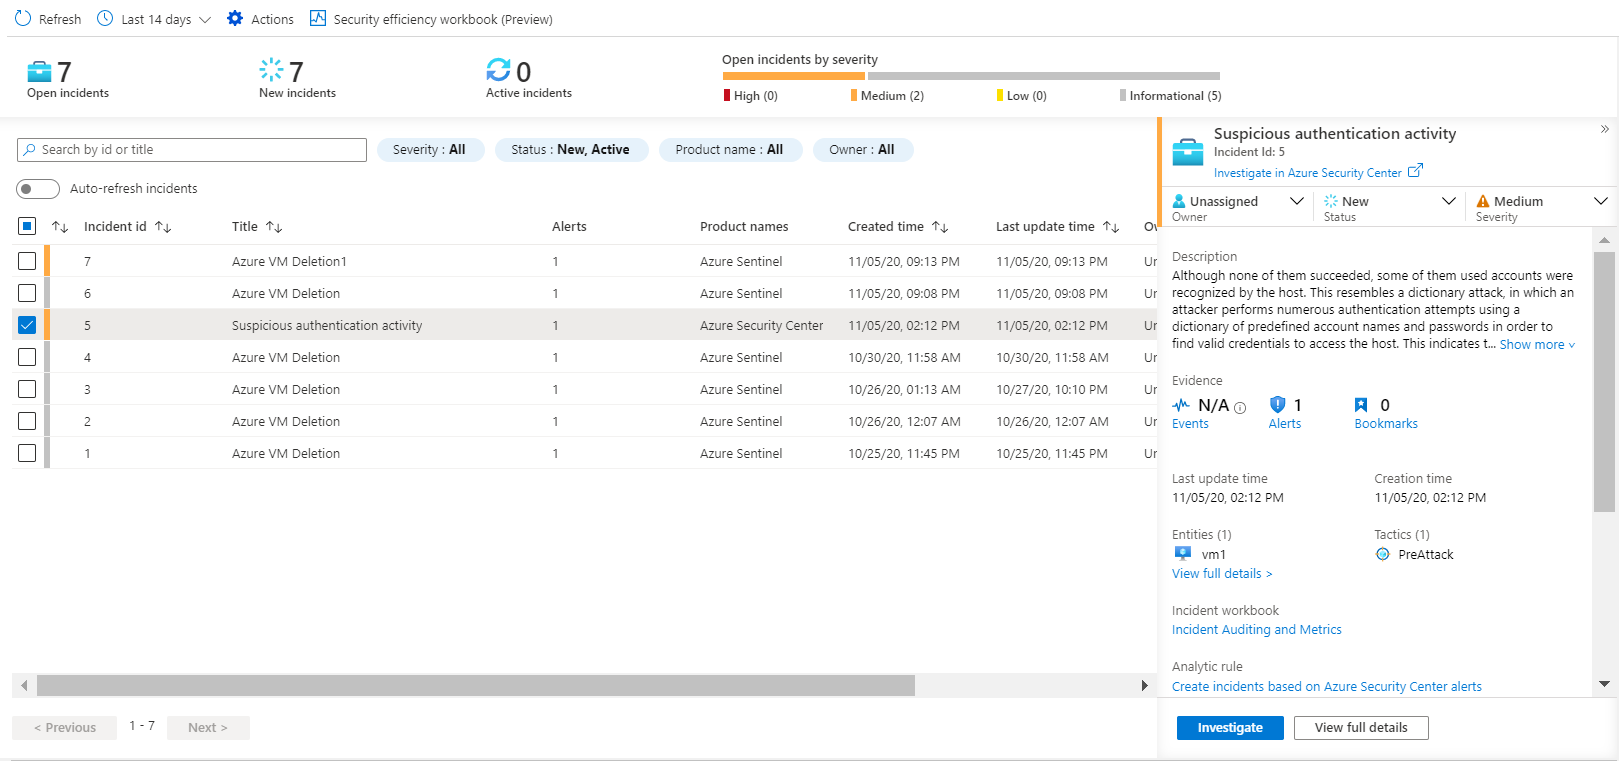 Refresh Last 14 days Actions Security efficiency workbook (Preview)
7 Open incidents
7 New incidents
0 Active incidents
Open incidents by severity
High (0) Medium (2) Low (0) Informational (5)
Search by id or title Severity : All Status : New, Active Product name : All Owner : All
Auto-refresh incidents
Incident id Title Alerts Product names Created time Last update time Ow
7 Azure VM Deletion1 1 Azure Sentinel 11/05/20, 09:13 PM 11/05/20, 09:13 PM Un
6 Azure VM Deletion 1 Azure Sentinel 11/05/20, 09:08 PM 11/05/20, 09:08 PM Un
5 Suspicious authentication activity 1 Azure Security Center 11/05/20, 02:12 PM 11/05/20, 02:12 PM Un
4 Azure VM Deletion 1 Azure Sentinel 10/30/20, 11:58 AM 10/30/20, 11:58 AM Un
3 Azure VM Deletion 1 Azure Sentinel 10/26/20, 01:13 AM 10/27/20, 10:10 PM Un
2 Azure VM Deletion 1 Azure Sentinel 10/26/20, 12:07 AM 10/26/20, 12:07 AM Un
1 Azure VM Deletion 1 Azure Sentinel 10/25/20, 11:45 PM 10/25/20, 11:45 PM Un
< Previous 1 - 7 Next >
Suspicious authentication activity
Incident Id: 5
Investigate in Azure Security Center
Unassigned New Medium
Owner Status Severity
Description
Although none of them succeeded, some of them used accounts were
recognized by the host. This resembles a dictionary attack, in which an
attacker performs numerous authentication attempts using a
dictionary of predefined account names and passwords in order to
find valid credentials to access the host. This indicates t... Show more
Evidence
N/A 1 0
Events Alerts Bookmarks
Last update time Creation time
11/05/20, 02:12 PM 11/05/20, 02:12 PM
Entities (1) Tactics (1)
vm1 PreAttack
View full details >
Incident workbook
Incident Auditing and Metrics
Analytic rule
Create incidents based on Azure Security Center alerts
Investigate View full details